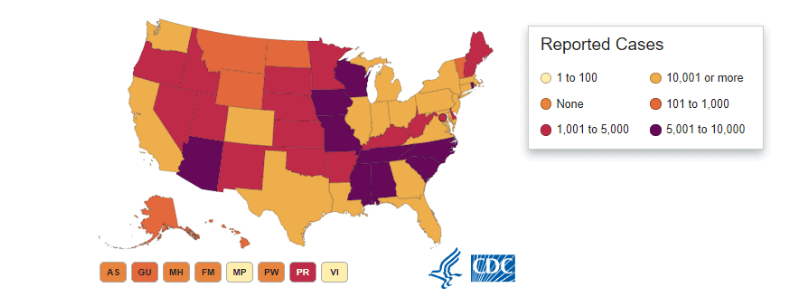 Reported Cases
1 to 100
10,001 or more
None
101 to 1,000
1,001 to 5,000
5,001 to 10,000
AS GU MH FM MP PW PR VI
CDC